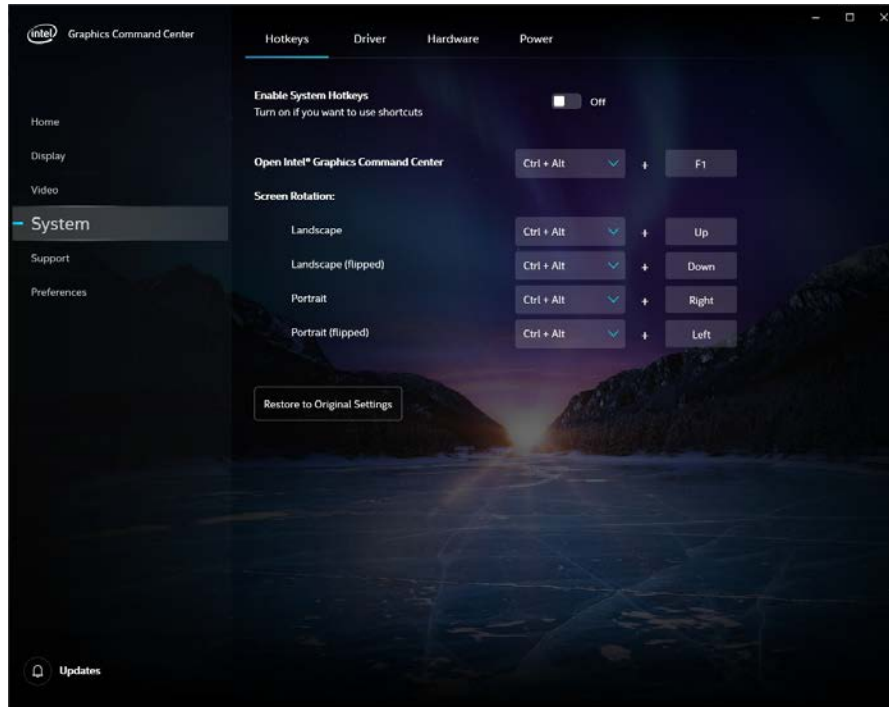 intel Graphics Command Center
Hotkeys Driver Hardware Power
Enable System Hotkeys
Turn on if you want to use shortcuts
Off
Home
Display
Video
System
Support
Preferences
Open Intel® Graphics Command Center Ctrl + Alt + F1
Screen Rotation:
Landscape Ctrl + Alt + Up
Landscape (flipped) Ctrl + Alt + Down
Portrait Ctrl + Alt + Right
Portrait (flipped) Ctrl + Alt + Left
Restore to Original Settings
Updates